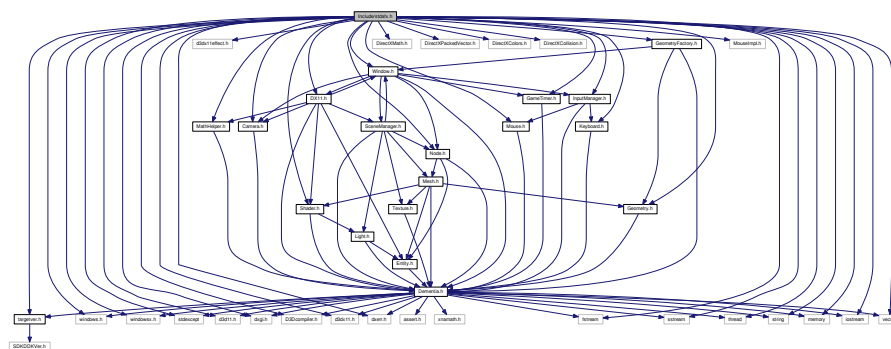 include/stdafx.h
d3dx11effect.h
DirectXMath.h
DirectXPackedVector.h
DirectXColors.h
DirectXCollision.h
GeometryFactory.h
MouseImpl.h
Window.h
DX11.h
GameTimer.h
InputManager.h
MathHelper.h
Camera.h
SceneManager.h
Mouse.h
Keyboard.h
Node.h
Mesh.h
Shader.h
Texture.h
Geometry.h
Light.h
Entity.h
Dementia.h
targetver.h
windows.h
windowsx.h
stdexcept
d3d11.h
dxgi.h
D3Dcompiler.h
d3dx11.h
dxerr.h
assert.h
xnamath.h
fstream
sstream
thread
string
memory
iostream
SDKDDKVer.h